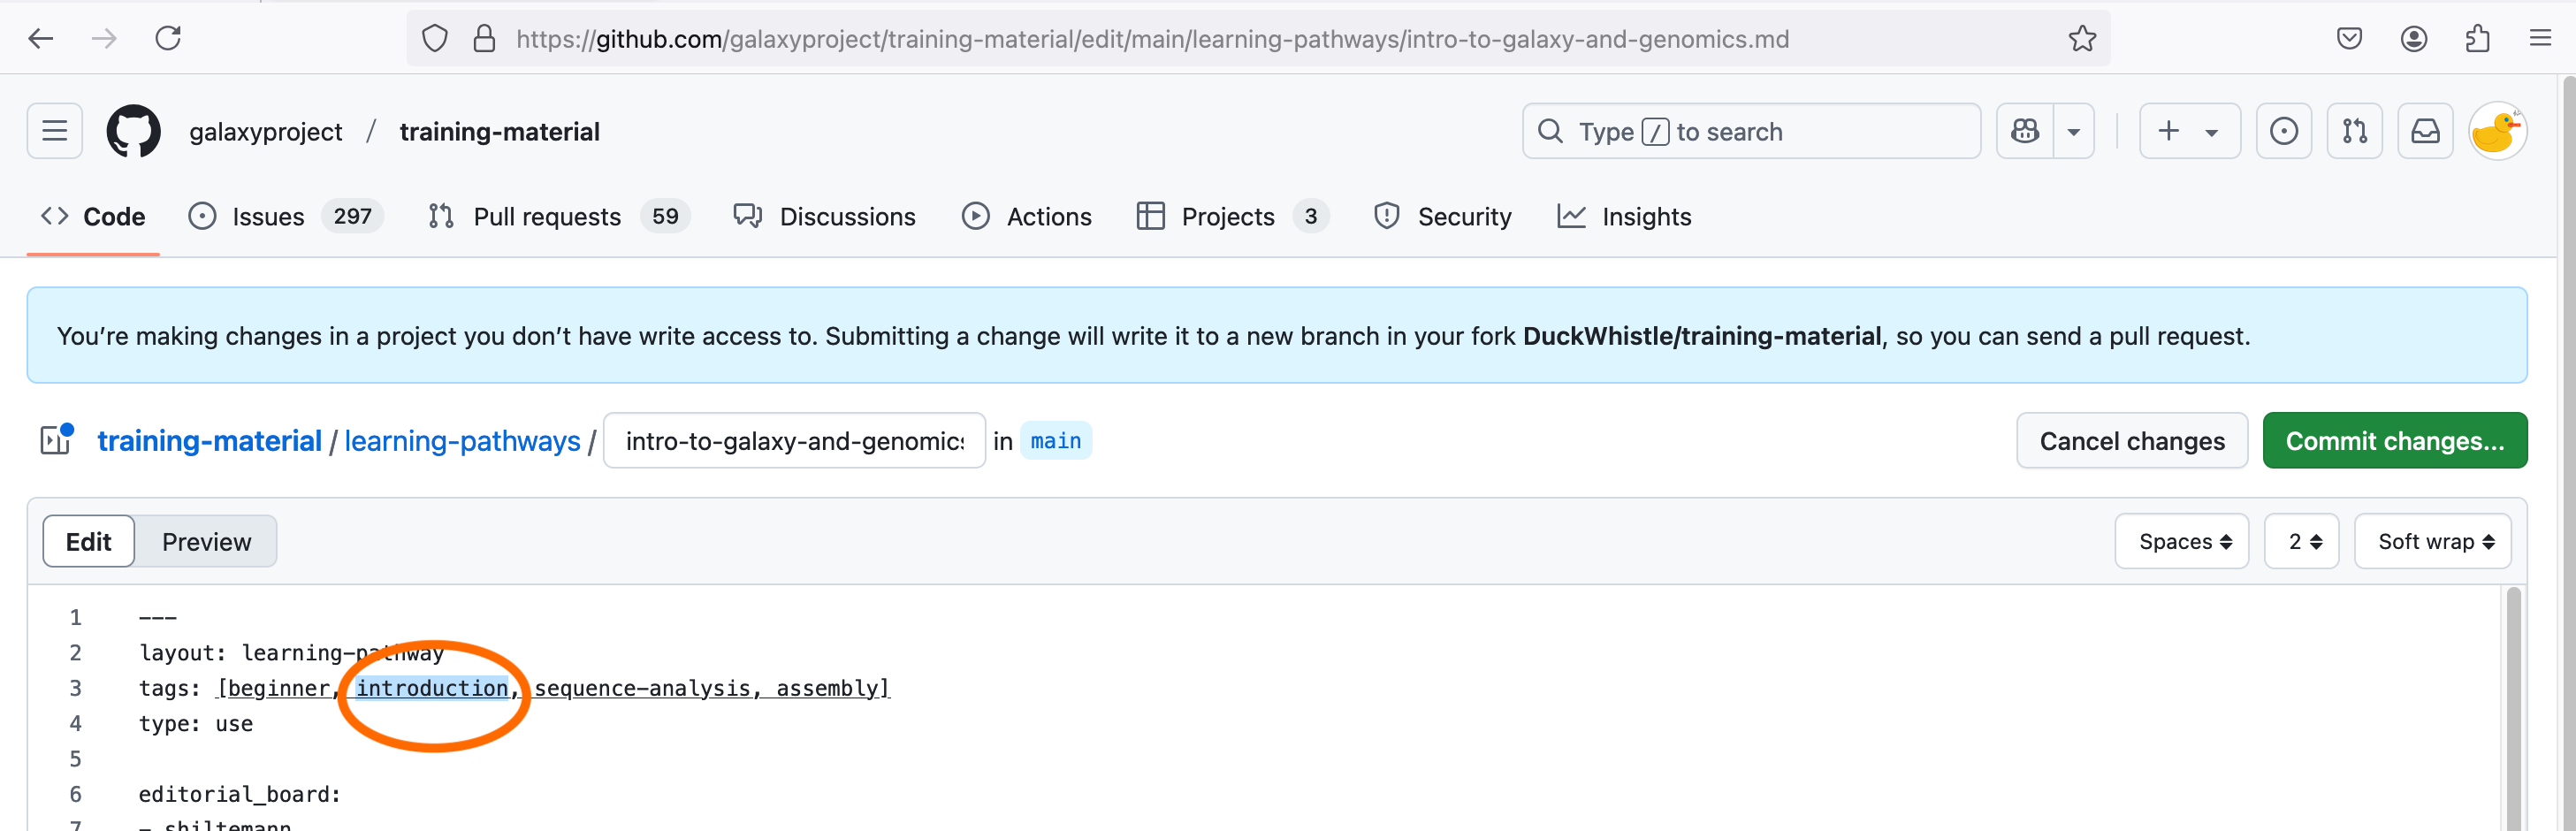 https://github.com/galaxyproject/training-material/edit/main/learning-pathways/intro-to-galaxy-and-genomics.md
galaxyproject / training-material
Type / to search
Code Issues 297 Pull requests 59 Discussions Actions Projects 3 Security Insights
You’re making changes in a project you don’t have write access to. Submitting a change will write it to a new branch in your fork DuckWhistle/training-material, so you can send a pull request.
training-material / learning-pathways / intro-to-galaxy-and-genomics in main
Cancel changes Commit changes...
Edit Preview
Spaces 2 Soft wrap
1 ---
2 layout: learning-pathway
3 tags: [beginner, introduction, sequence-analysis, assembly]
4 type: use
5
6 editorial_board:
7 - shiltemann